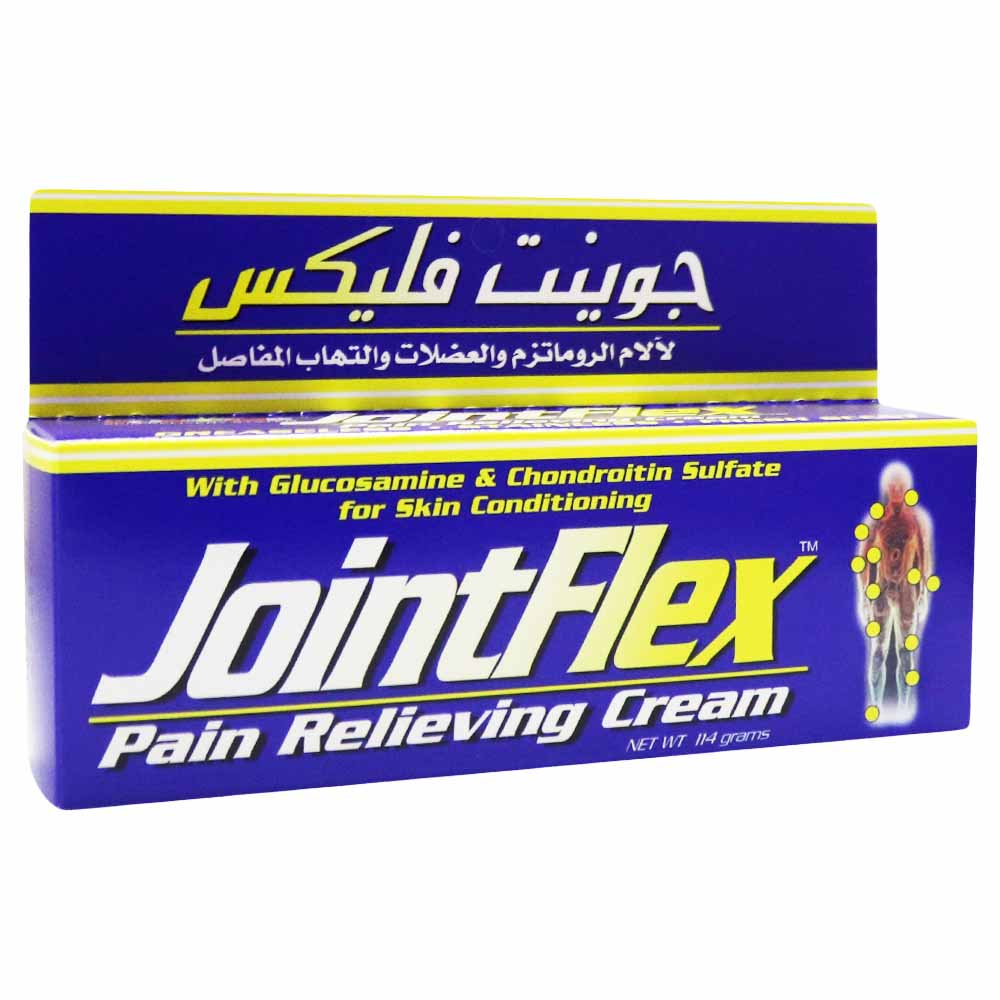 جوينت فليكس
لآلام الروماتزم والعضلات والتهاب المفاصل
JointFlex
With Glucosamine & Chondroitin Sulfate
for Skin Conditioning
JointFlex™
Pain Relieving Cream
NET WT 114 grams